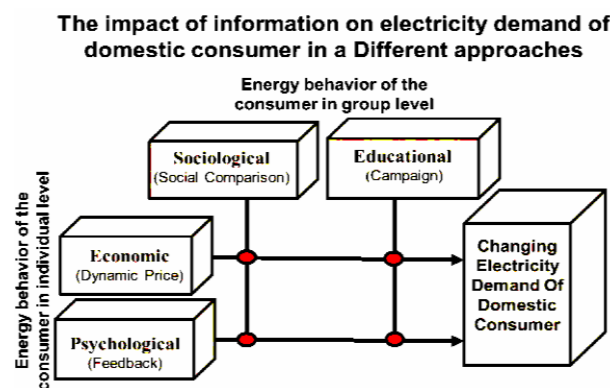 The impact of information on electricity demand of
domestic consumer in a Different approaches
Energy behavior of the
consumer in group level
Sociological
(Social Comparison)
Educational
(Campaign)
Energy behavior of the
consumer in individual level
Economic
(Dynamic Price)
Psychological
(Feedback)
Changing
Electricity
Demand Of
Domestic
Consumer